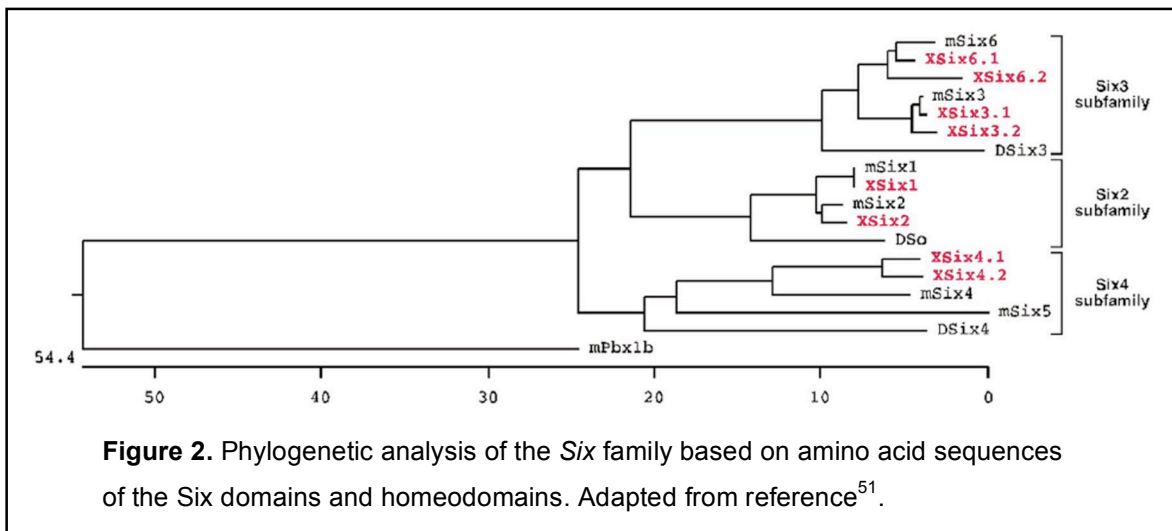 mSix6
XSix6.1
XSix6.2
mSix3
XSix3.1
XSix3.2
DSix3
Six3
subfamily
mSix1
XSix1
mSix2
XSix2
DSo
Six2
subfamily
XSix4.1
XSix4.2
mSix4
mSix5
DSix4
Six4
subfamily
mPbx1b
54.4
50 40 30 20 10 0
Figure 2. Phylogenetic analysis of the Six family based on amino acid sequences
of the Six domains and homeodomains. Adapted from reference51.